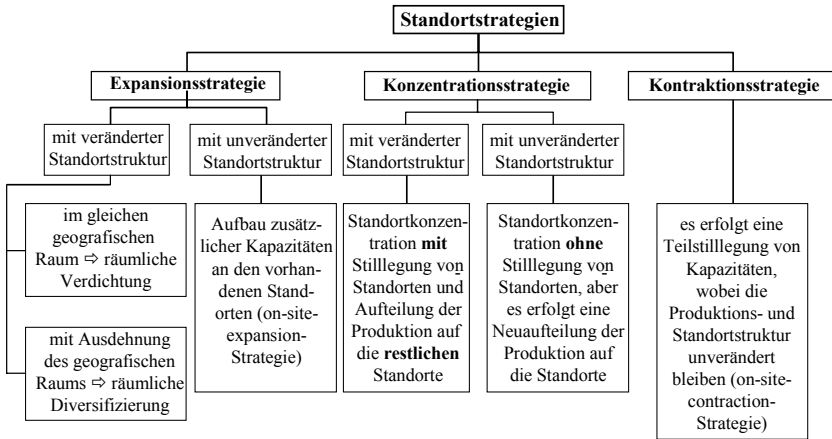 Standortstrategien
Expansionsstrategie
Konzentrationsstrategie
Kontraktionsstrategie
mit veränderter
Standortstruktur
mit unveränderter
Standortstruktur
mit veränderter
Standortstruktur
mit unveränderter
Standortstruktur
im gleichen
geografischen
Raum ⇨ räumliche
Verdichtung
mit Ausdehnung
des geografischen
Raums ⇨ räumliche
Diversifizierung
Aufbau zusätz-
licher Kapazitäten
an den vorhan-
denen Stand-
orten (on-site-
expansion-
Strategie)
Standortkonzen-
tration mit
Stilllegung von
Standorten und
Aufteilung der
Produktion auf
die restlichen
Standorte
Standortkonzen-
tration ohne
Stilllegung von
Standorten, aber
es erfolgt eine
Neuaufteilung der
Produktion auf
die Standorte
es erfolgt eine
Teilstilllegung von
Kapazitäten,
wobei die
Produktions- und
Standortstruktur
unverändert
bleiben (on-site-
contraction-
Strategie)